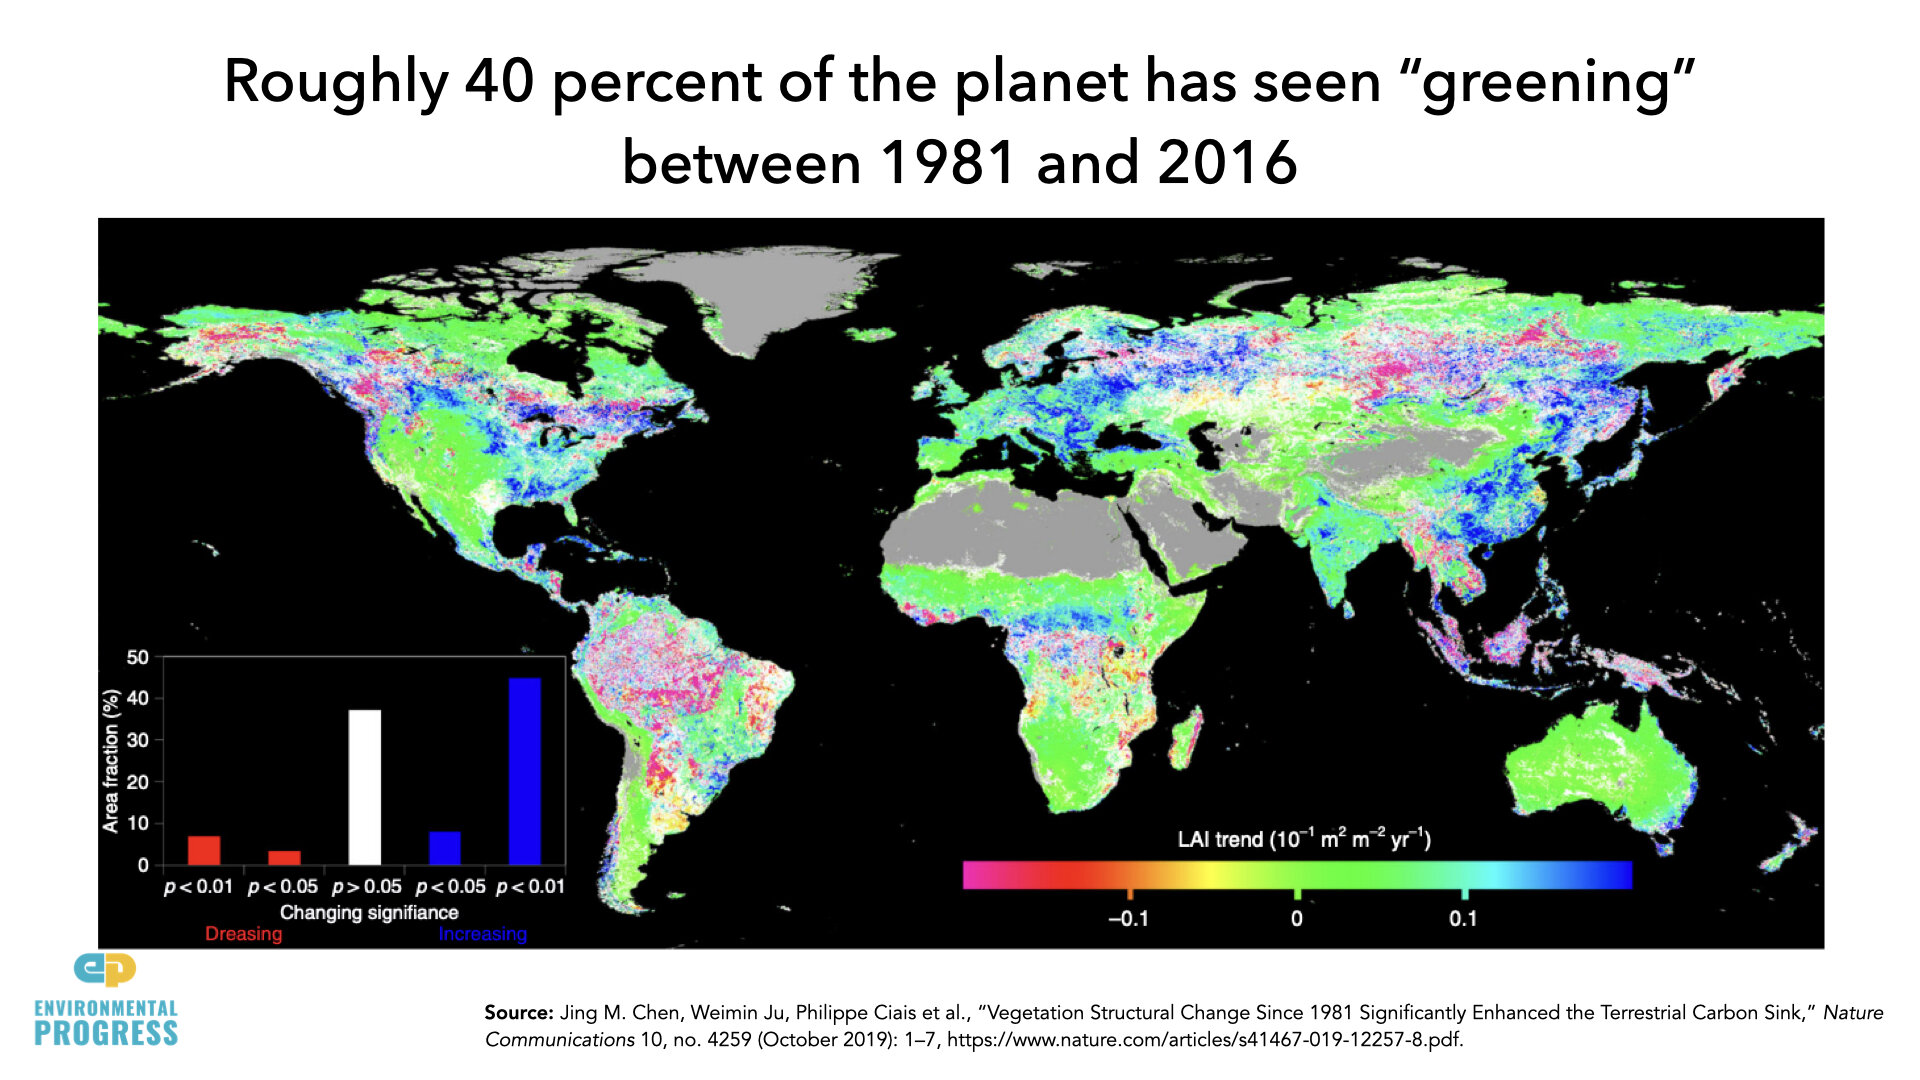 Roughly 40 percent of the planet has seen “greening”
between 1981 and 2016
50
40
30
20
10
0
Area fraction (%)
p < 0.01 p < 0.05 p > 0.05 p < 0.05 p < 0.01
Changing signifiance
Dreasing Increasing
LAI trend (10⁻¹ m² m⁻² yr⁻¹)
–0.1 0 0.1
ep
ENVIRONMENTAL
PROGRESS
Source: Jing M. Chen, Weimin Ju, Philippe Ciais et al., “Vegetation Structural Change Since 1981 Significantly Enhanced the Terrestrial Carbon Sink,” Nature
Communications 10, no. 4259 (October 2019): 1–7, https://www.nature.com/articles/s41467-019-12257-8.pdf.